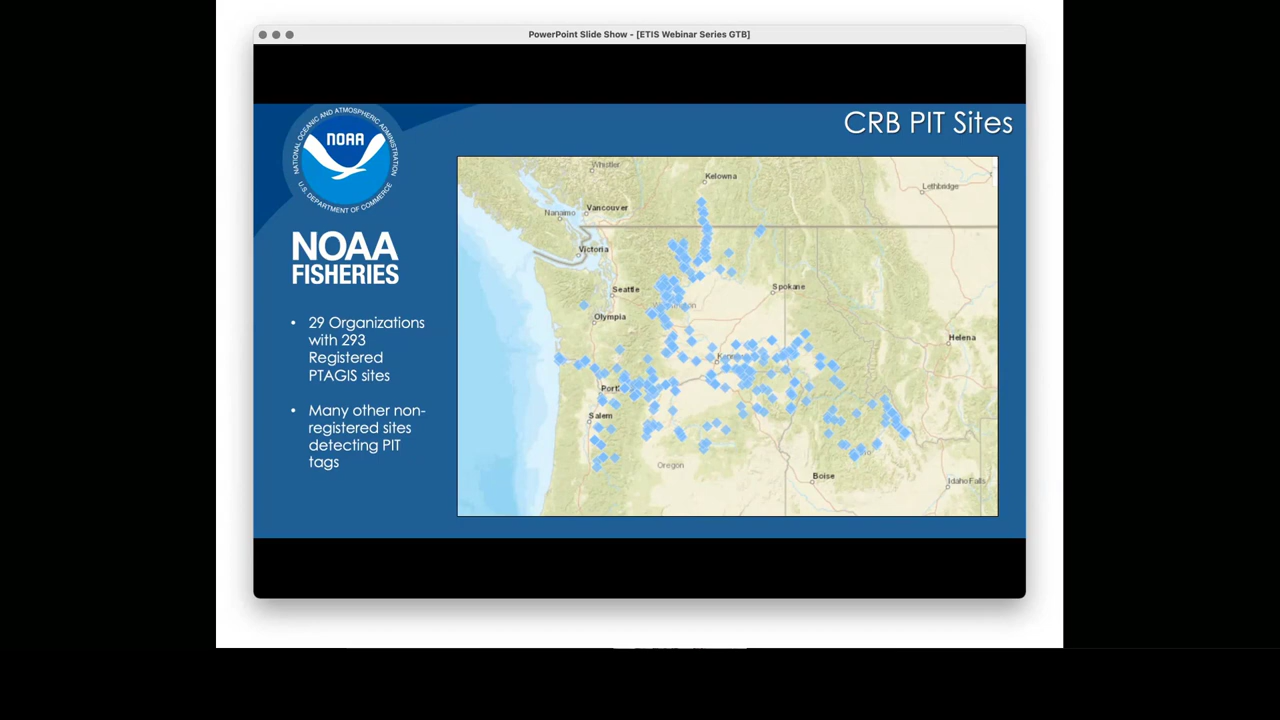 PowerPoint Slide Show - [ETIS Webinar Series GTB]
CRB PIT Sites
NATIONAL OCEANIC AND ATMOSPHERIC ADMINISTRATION
NOAA
U.S. DEPARTMENT OF COMMERCE
NOAA
FISHERIES
• 29 Organizations
with 293
Registered
PTAGIS sites
• Many other non-
registered sites
detecting PIT
tags
Whistler
Kelowna
Lethbridge
Nanaimo
Vancouver
Victoria
Seattle
Spokane
Olympia
Helena
Salem
Oregon
Boise
Idaho Falls